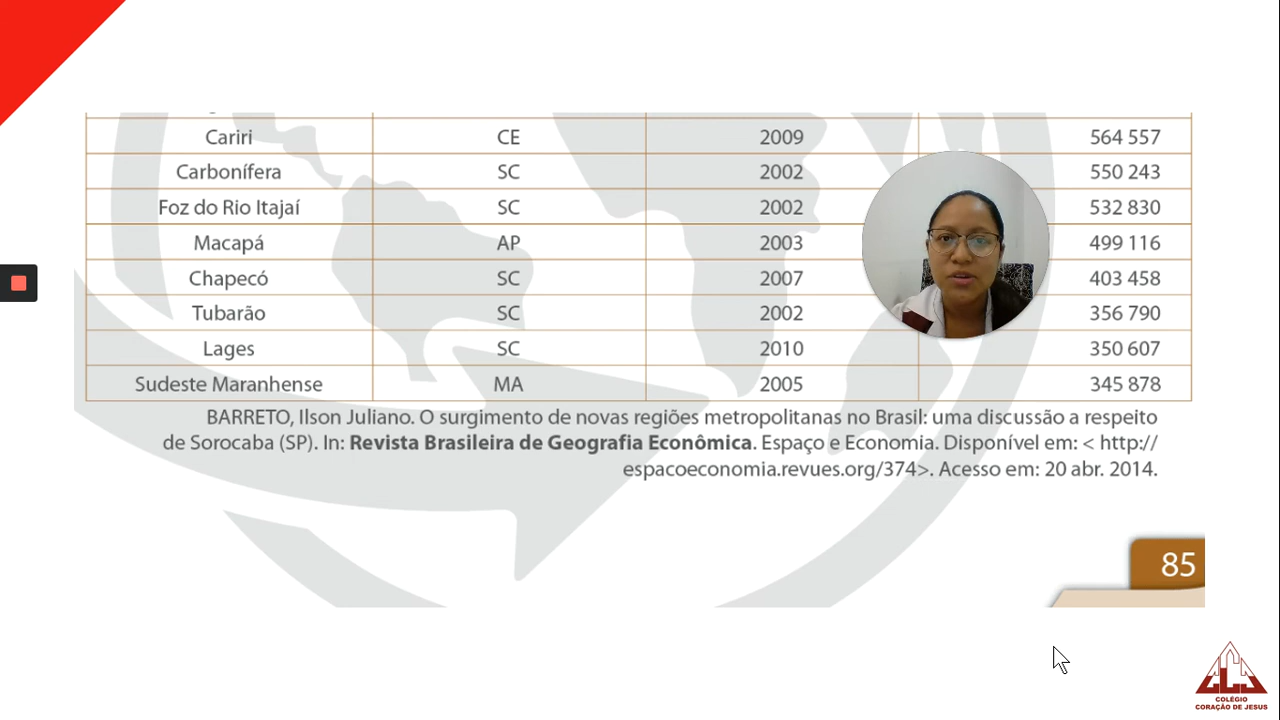 Cariri CE 2009 564 557
Carbonífera SC 2002 550 243
Foz do Rio Itajaí SC 2002 532 830
Macapá AP 2003 499 116
Chapecó SC 2007 403 458
Tubarão SC 2002 356 790
Lages SC 2010 350 607
Sudeste Maranhense MA 2005 345 878
BARRETO, Ilson Juliano. O surgimento de novas regiões metropolitanas no Brasil: uma discussão a respeito
de Sorocaba (SP). In: Revista Brasileira de Geografia Econômica. Espaço e Economia. Disponível em: < http://
espacoeconomia.revues.org/374>. Acesso em: 20 abr. 2014.
85
COLÉGIO
CORAÇÃO DE JESUS